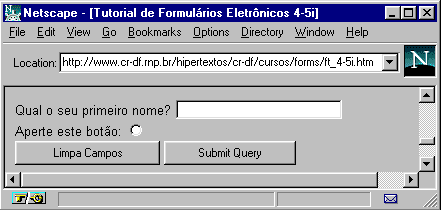 Netscape - [Tutorial de Formulários Eletrônicos 4-5i]
File Edit View Go Bookmarks Options Directory Window Help
Location: http://www.cr-df.rnp.br/hipertextos/cr-df/cursos/forms/ft_4-5i.htm
N
Qual o seu primeiro nome?
Aperte este botão:
Limpa Campos Submit Query